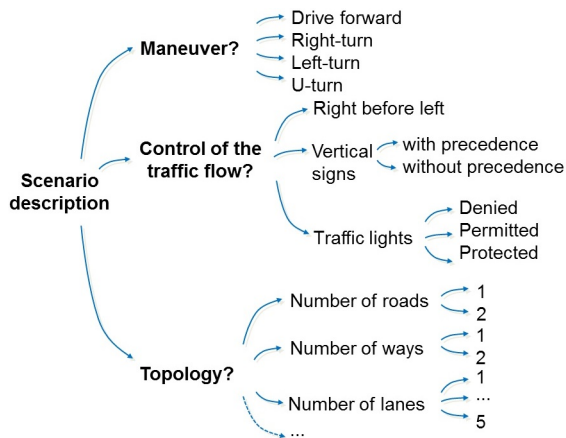 Scenario
description
Maneuver?
Drive forward
Right-turn
Left-turn
U-turn
Control of the
traffic flow?
Right before left
Vertical
signs
with precedence
without precedence
Traffic lights
Denied
Permitted
Protected
Topology?
Number of roads
1
2
Number of ways
1
2
Number of lanes
1
...
5
...